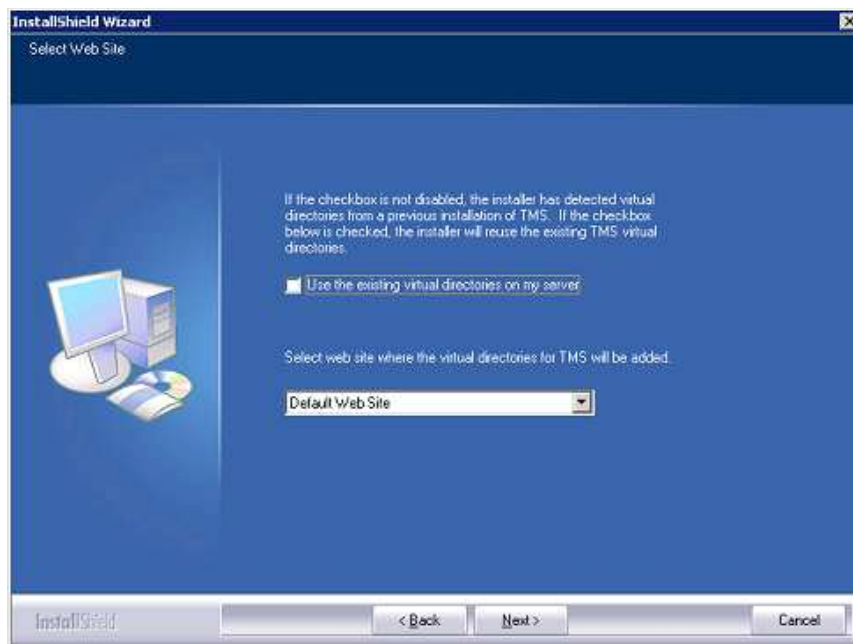 InstallShield Wizard
Select Web Site
If the checkbox is not disabled, the installer has detected virtual
directories from a previous installation of TMS. If the checkbox
below is checked, the installer will reuse the existing TMS virtual
directories.
Use the existing virtual directories on my server
Select web site where the virtual directories for TMS will be added.
Default Web Site
InstallShield
< Back
Next >
Cancel